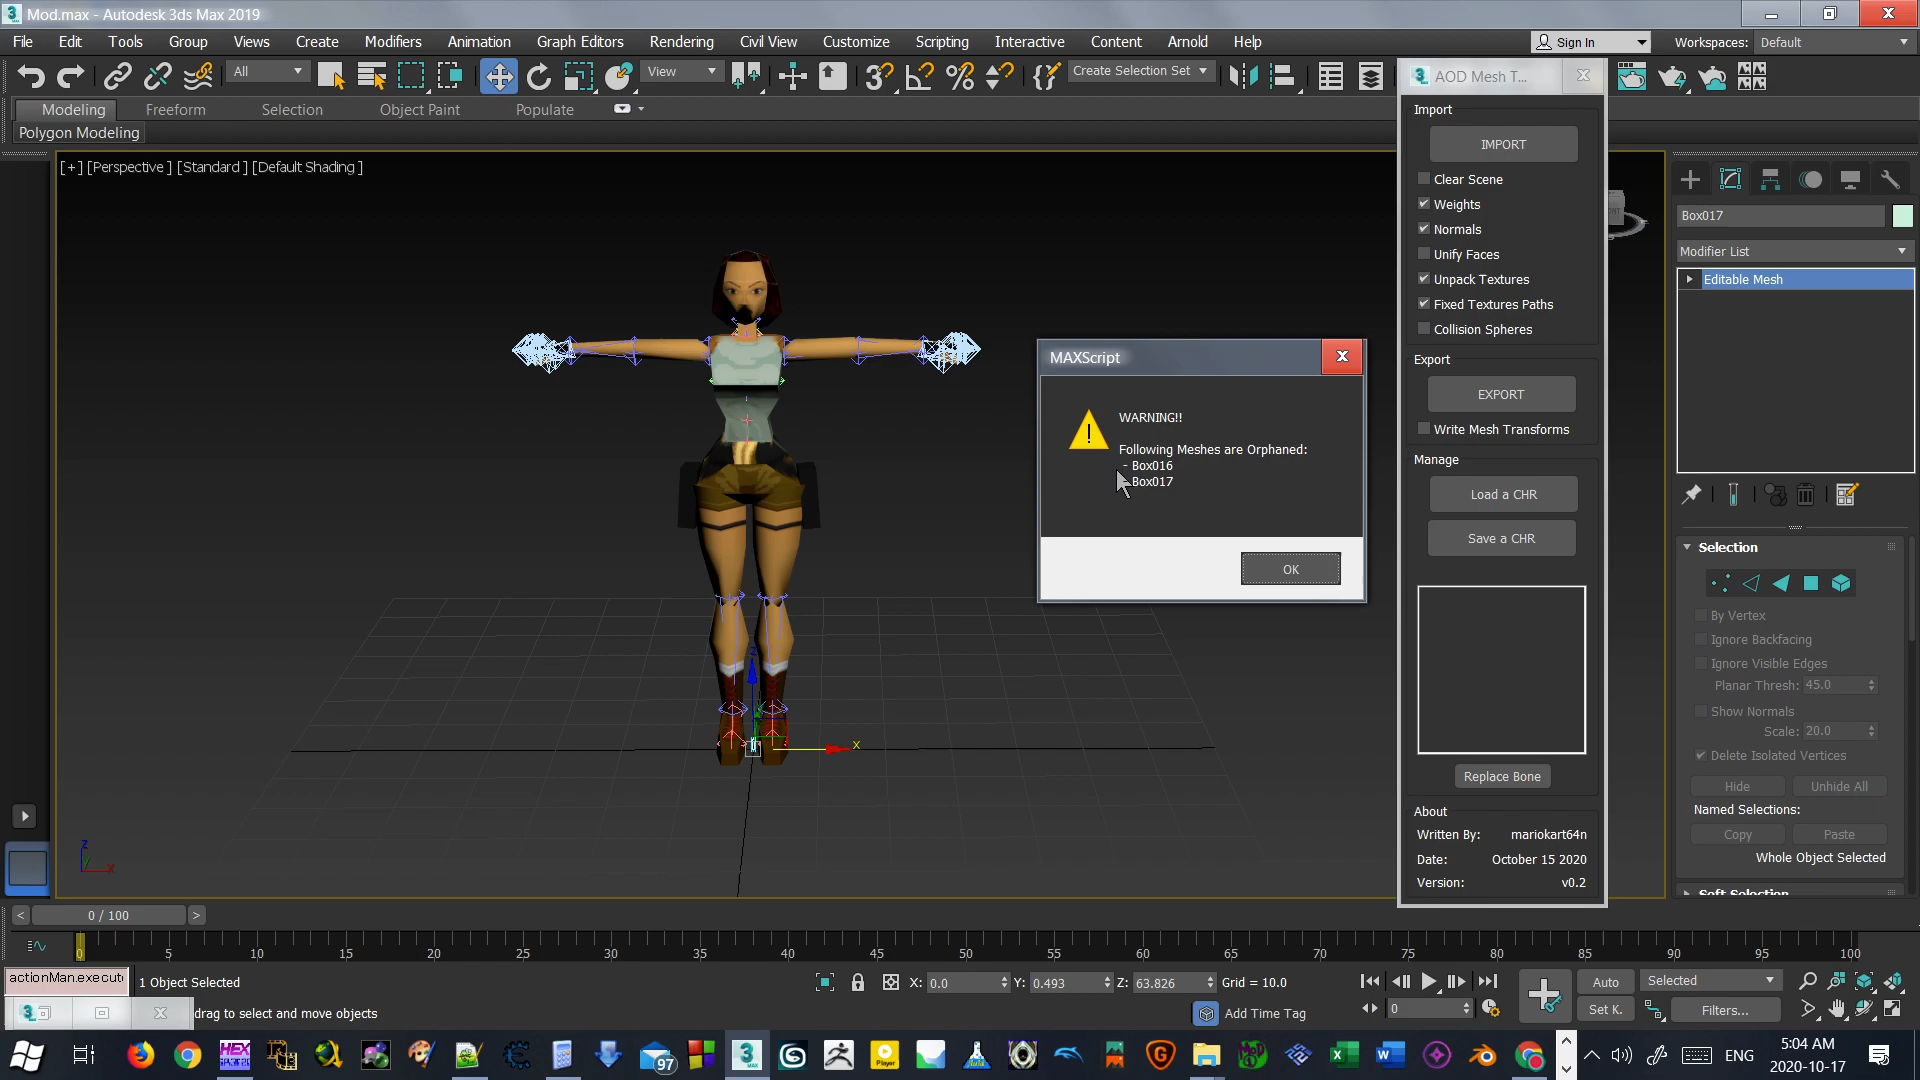 Mod.max - Autodesk 3ds Max 2019
File Edit Tools Group Views Create Modifiers Animation Graph Editors Rendering Civil View Customize Scripting Interactive Content Arnold Help
Sign In
Workspaces: Default
All
View
Create Selection Set
Modeling Freeform Selection Object Paint Populate
Polygon Modeling
[+] [Perspective ] [Standard ] [Default Shading ]
MAXScript
WARNING!!
Following Meshes are Orphaned:
- Box016
Box017
OK
AOD Mesh T...
Import
IMPORT
Clear Scene
Weights
Normals
Unify Faces
Unpack Textures
Fixed Textures Paths
Collision Spheres
Export
EXPORT
Write Mesh Transforms
Manage
Load a CHR
Save a CHR
Replace Bone
About
Written By: mariokart64n
Date: October 15 2020
Version: v0.2
Box017
Modifier List
Editable Mesh
Selection
By Vertex
Ignore Backfacing
Ignore Visible Edges
Planar Thresh: 45.0
Show Normals
Scale: 20.0
Delete Isolated Vertices
Hide Unhide All
Named Selections:
Copy Paste
Whole Object Selected
Soft Selection
z
x
z
y
x
< 0 / 100 >
0 5 10 15 20 25 30 35 40 45 50 55 60 65 70 75 80 85 90 95 100
actionMan.execute
1 Object Selected
X: 0.0 Y: 0.493 Z: 63.826 Grid = 10.0
Auto Selected
drag to select and move objects
Add Time Tag
0
Set K. Filters...
97
ENG
5:04 AM
2020-10-17